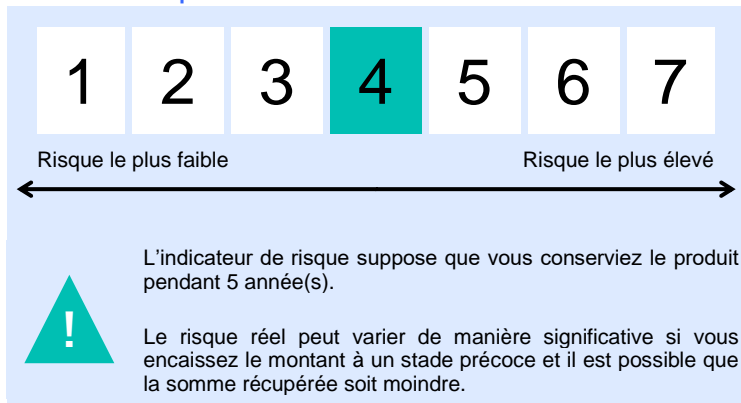 1 2 3 4 5 6 7
Risque le plus faible Risque le plus élevé
L'indicateur de risque suppose que vous conserviez le produit
pendant 5 année(s).
!
Le risque réel peut varier de manière significative si vous
encaissez le montant à un stade précoce et il est possible que
la somme récupérée soit moindre.